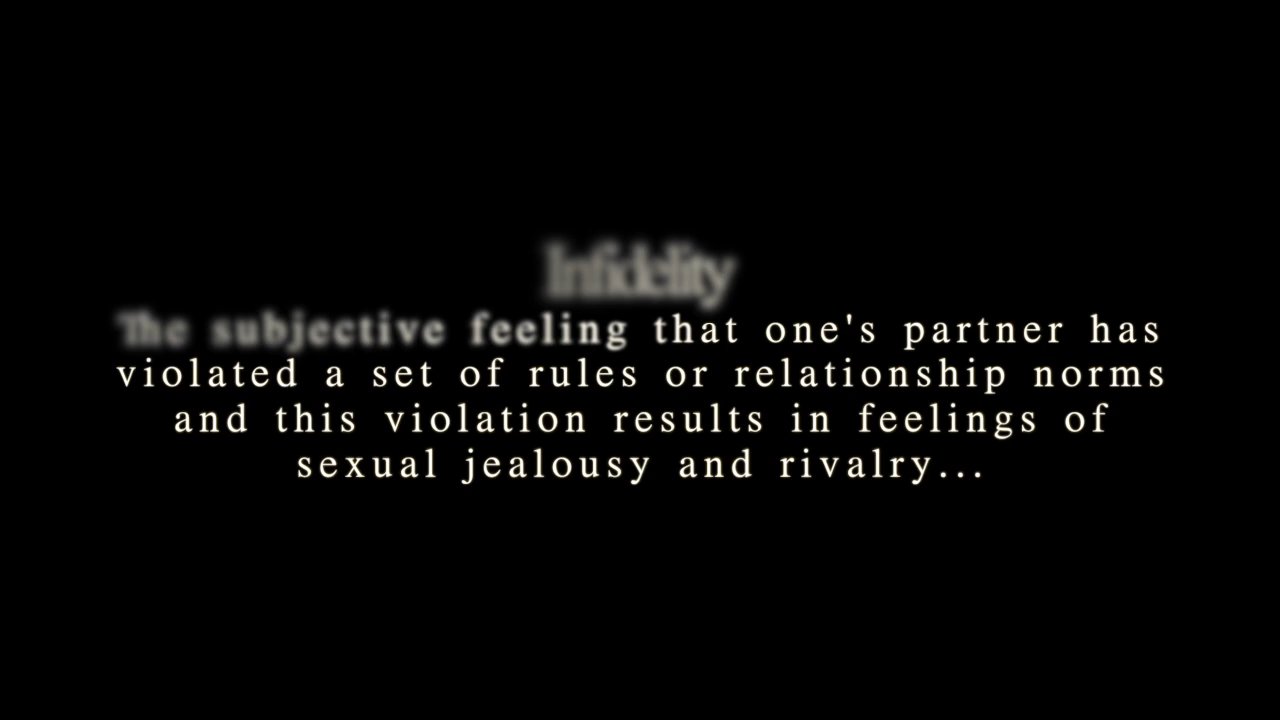 Infidelity
The subjective feeling that one's partner has
violated a set of rules or relationship norms
and this violation results in feelings of
sexual jealousy and rivalry...